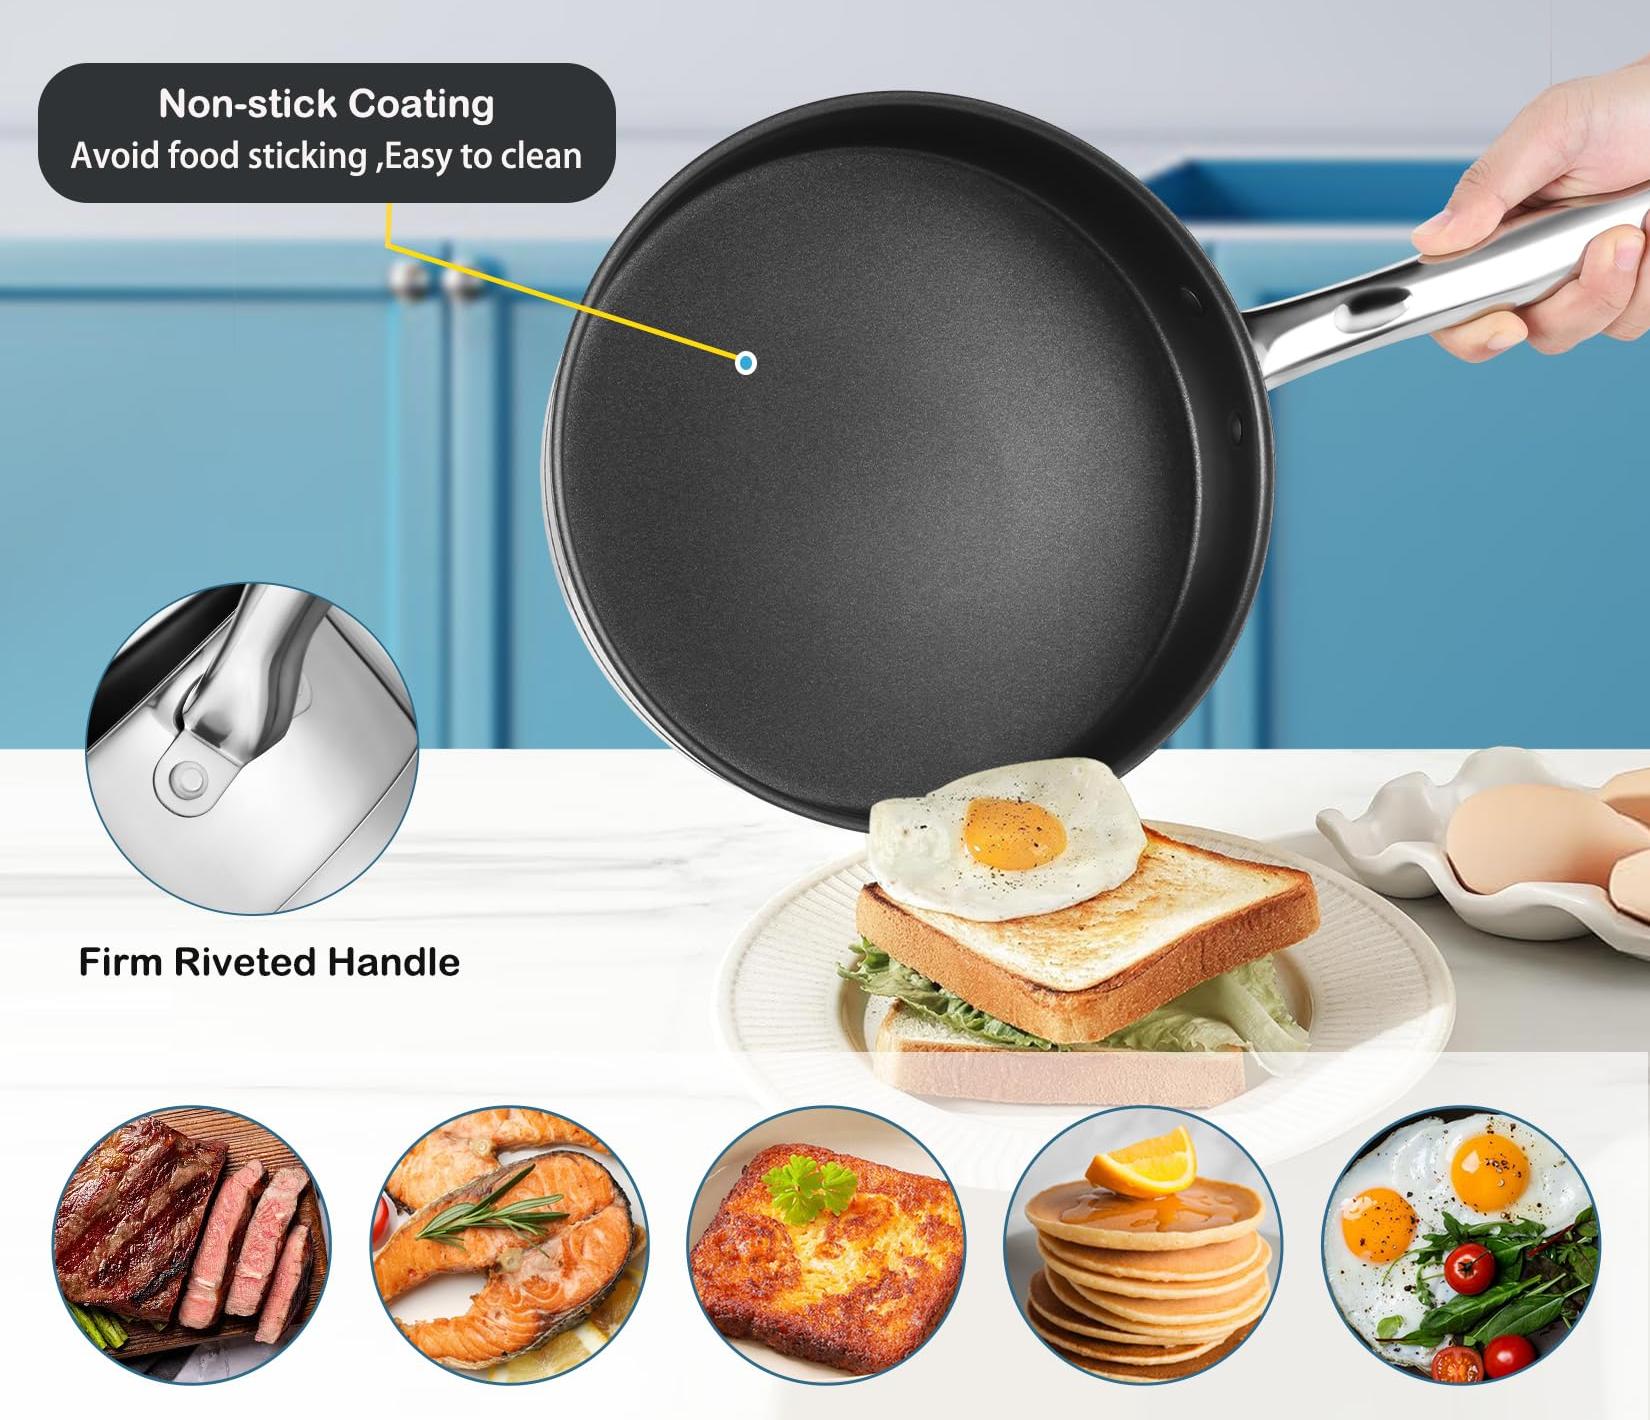 Non-stick Coating
Avoid food sticking ,Easy to clean
Firm Riveted Handle